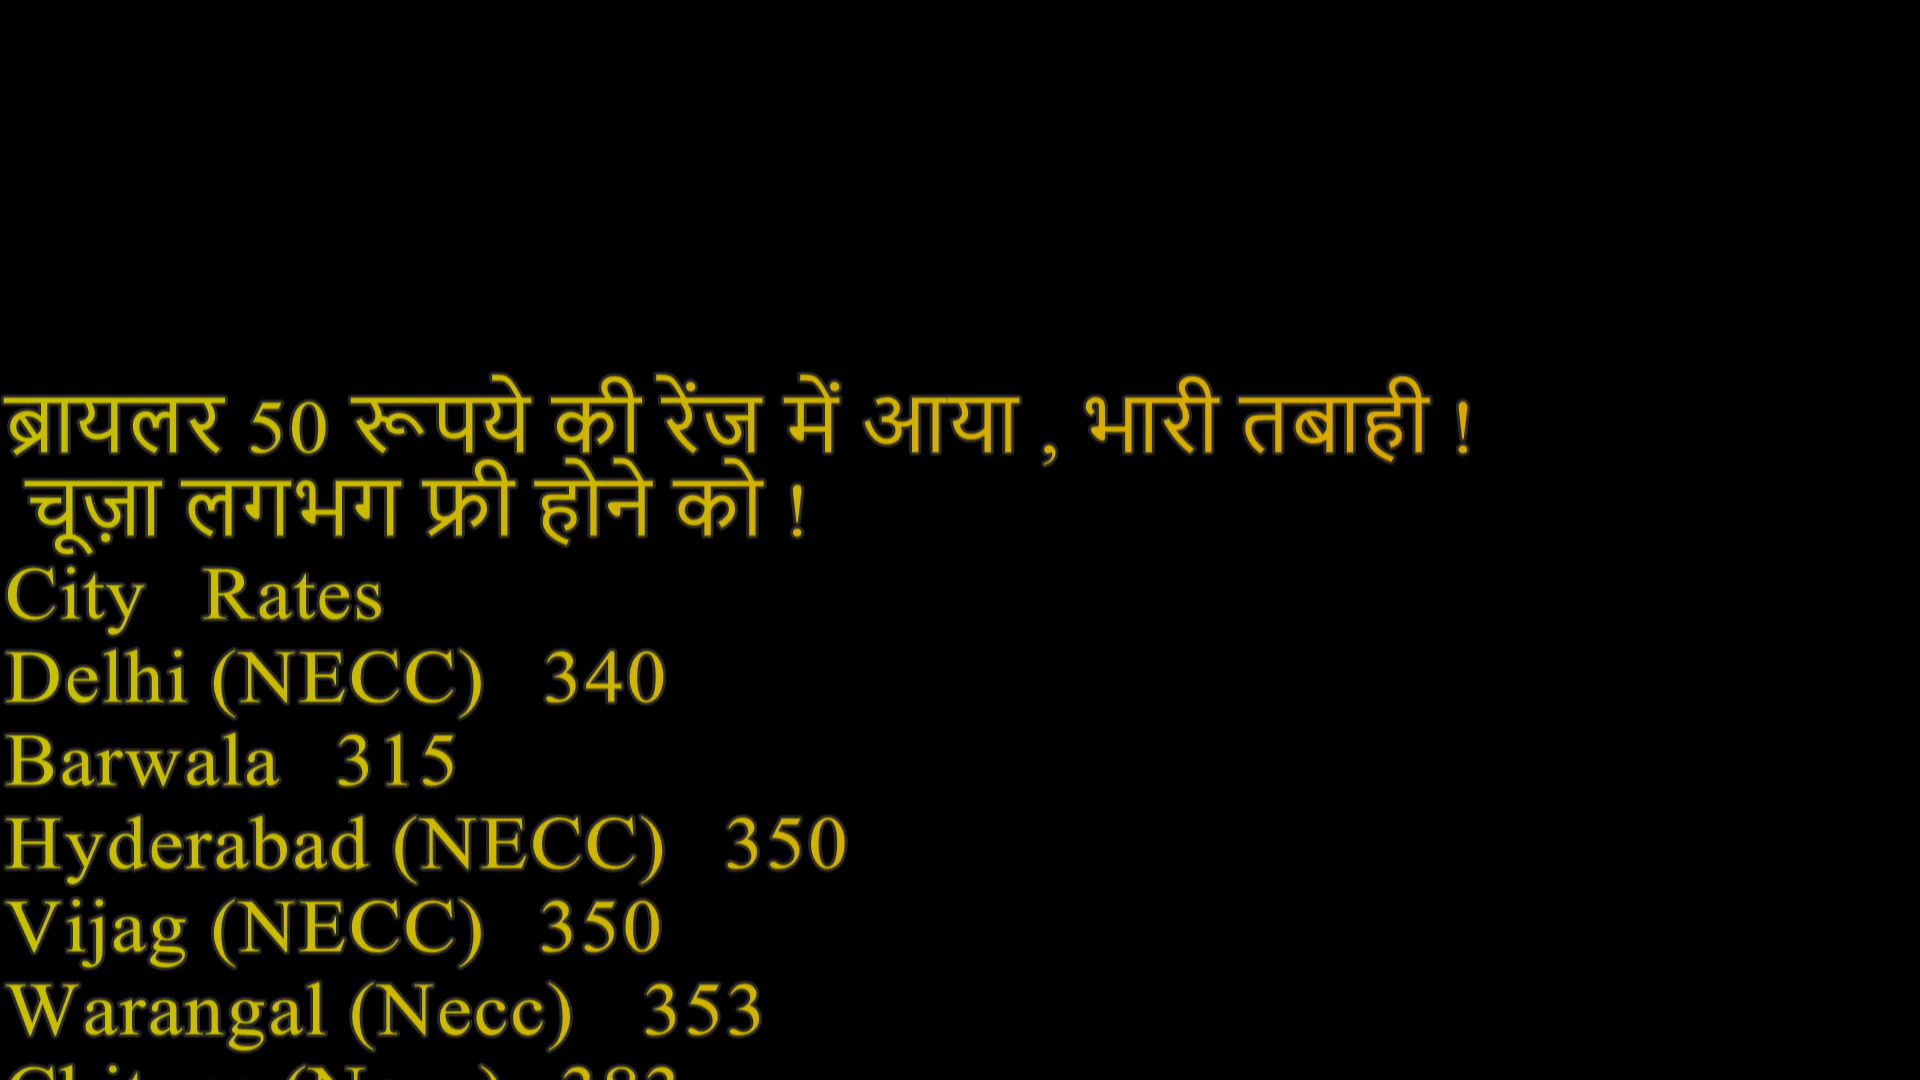 ब्रायलर 50 रूपये की रेंज में आया , भारी तबाही !
चूज़ा लगभग फ्री होने को !
City Rates
Delhi (NECC) 340
Barwala 315
Hyderabad (NECC) 350
Vijag (NECC) 350
Warangal (Necc) 353